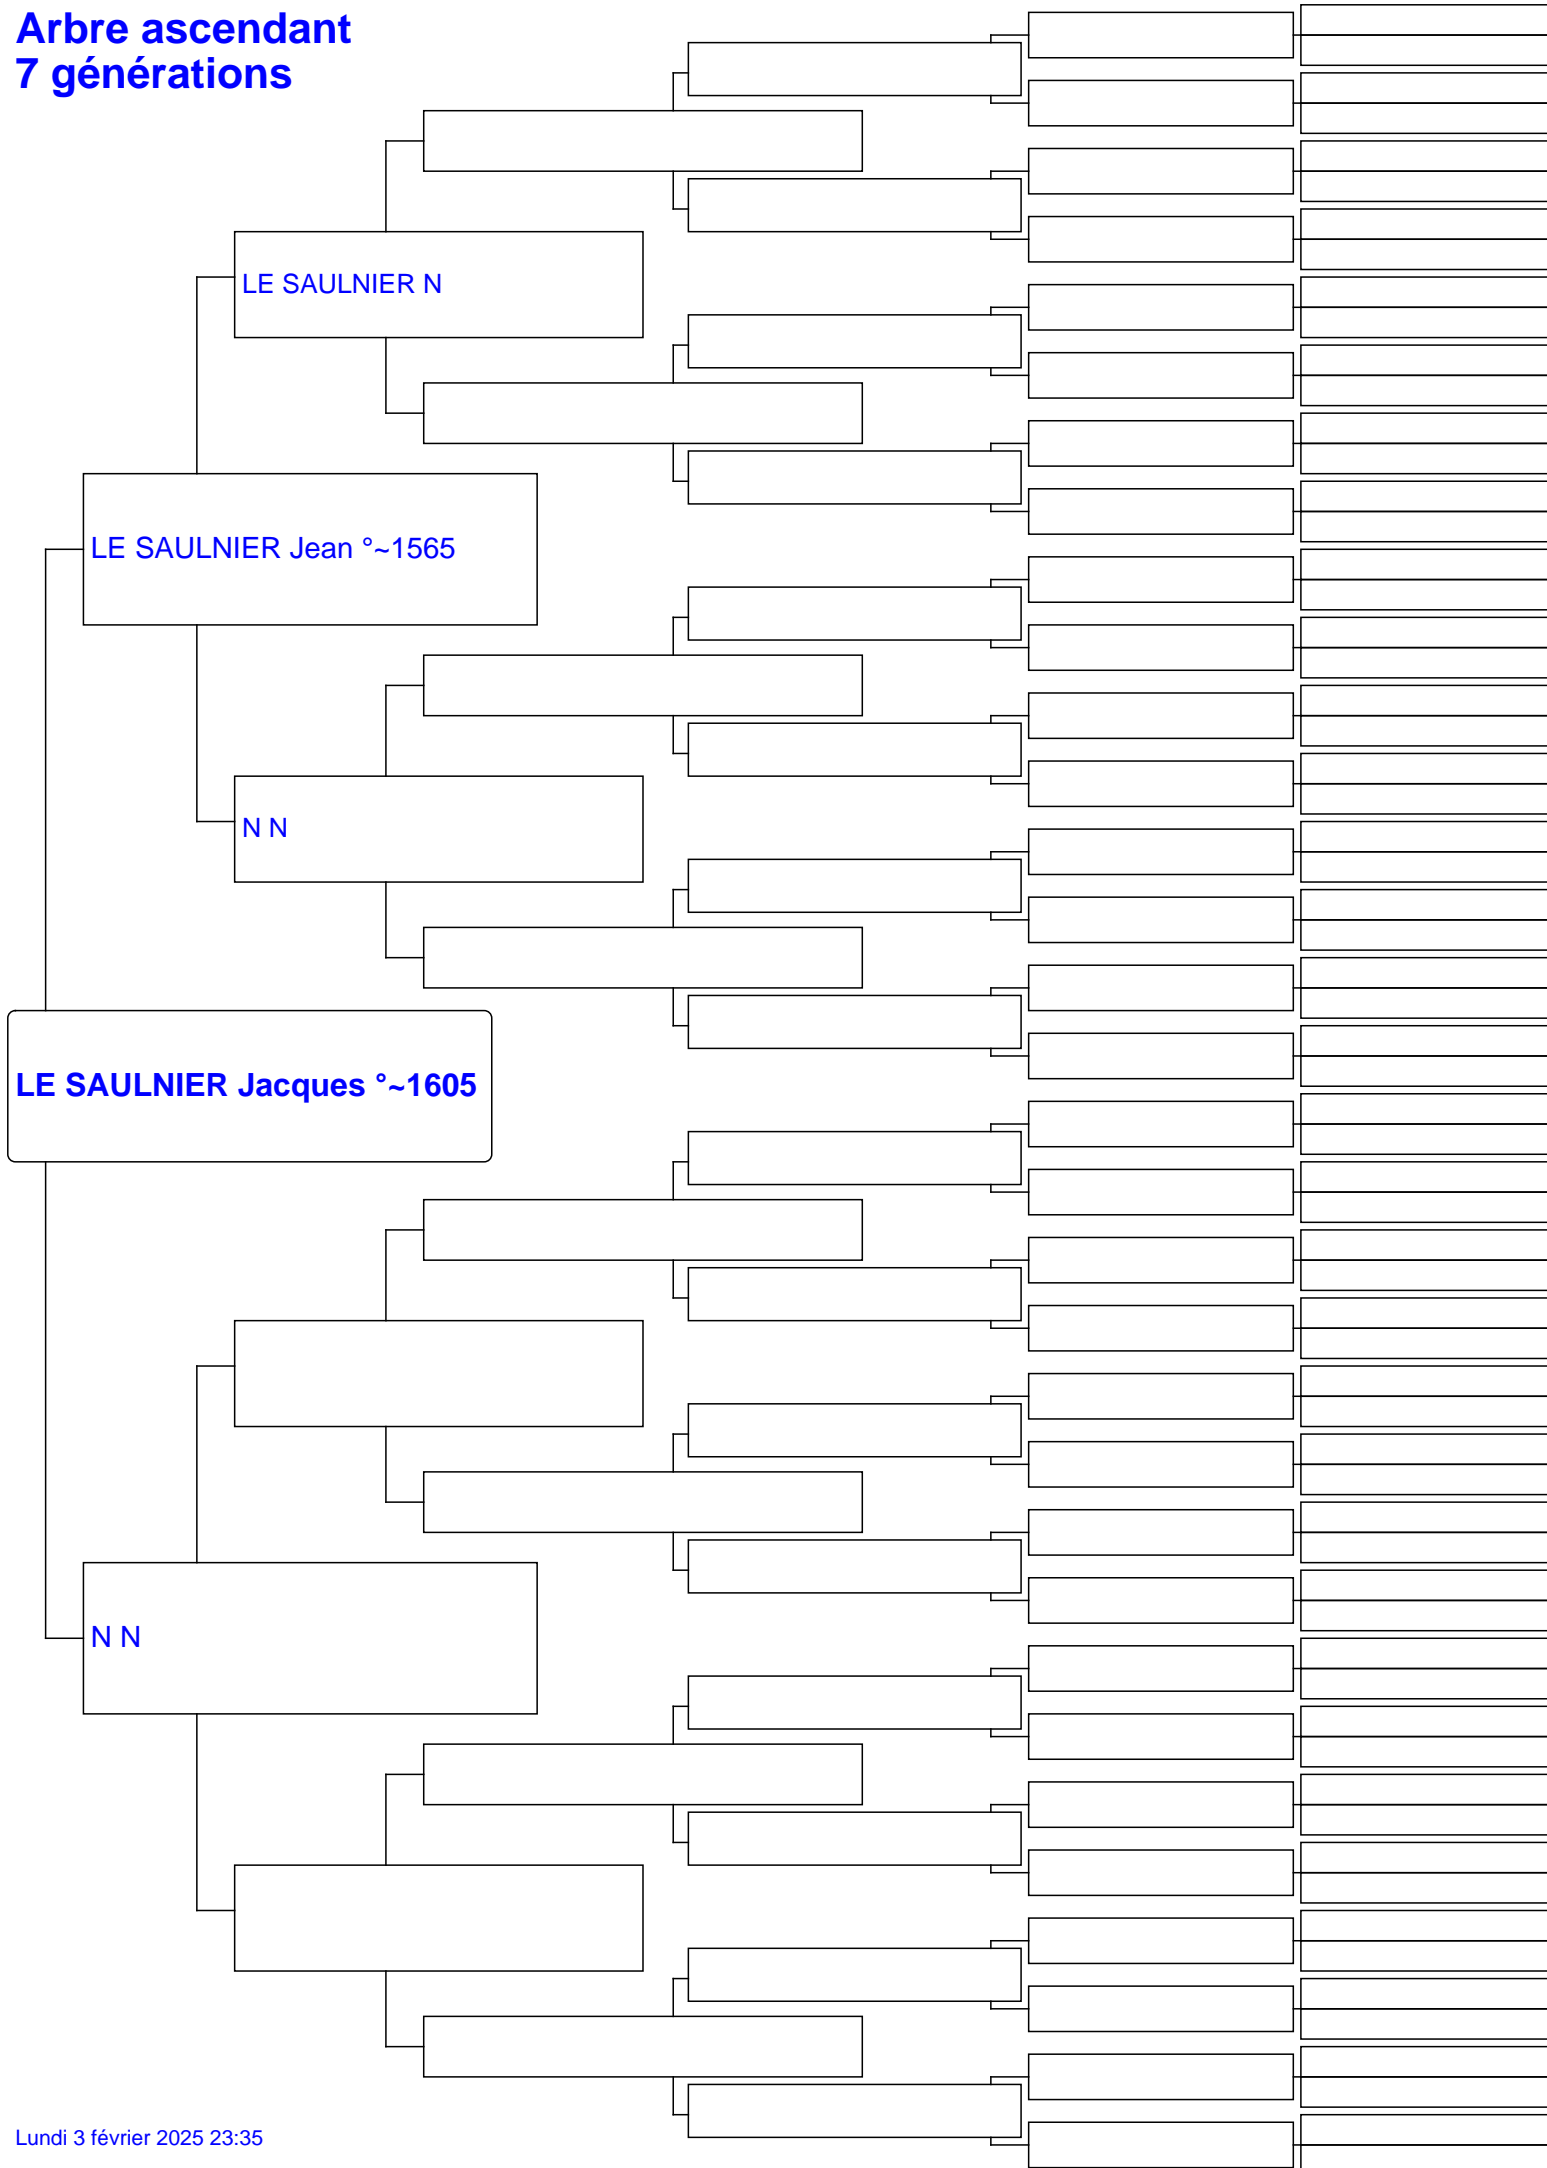 Arbre ascendant
7 générations
LE SAULNIER N
LE SAULNIER Jean °~1565
N N
LE SAULNIER Jacques °~1605
N N
Lundi 3 février 2025 23:35